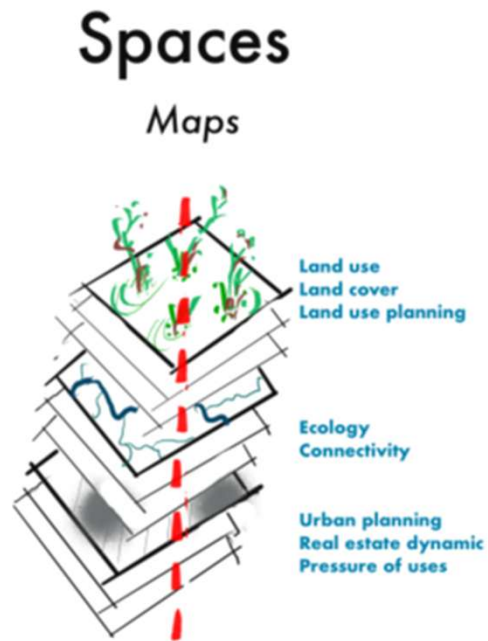 Spaces
Maps
Land use
Land cover
Land use planning
Ecology
Connectivity
Urban planning
Real estate dynamic
Pressure of uses